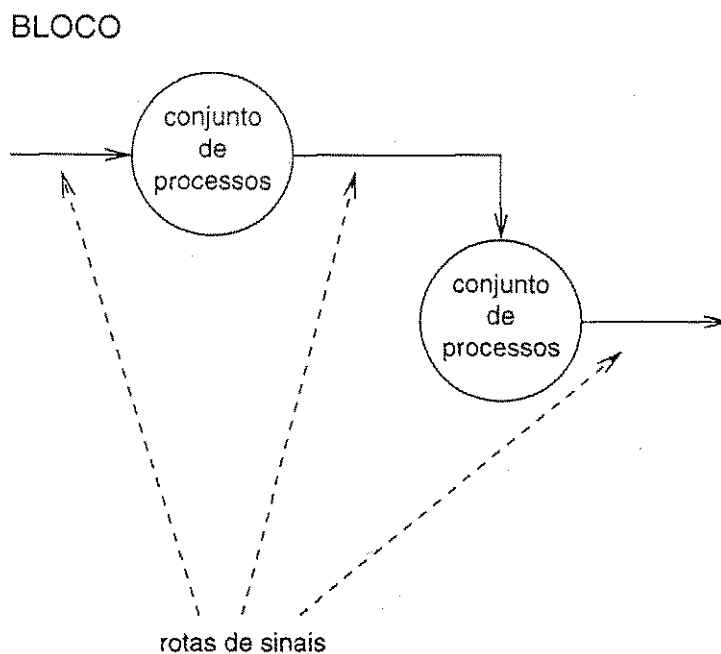 BLOCO
conjunto
de
processos
conjunto
de
processos
rotas de sinais